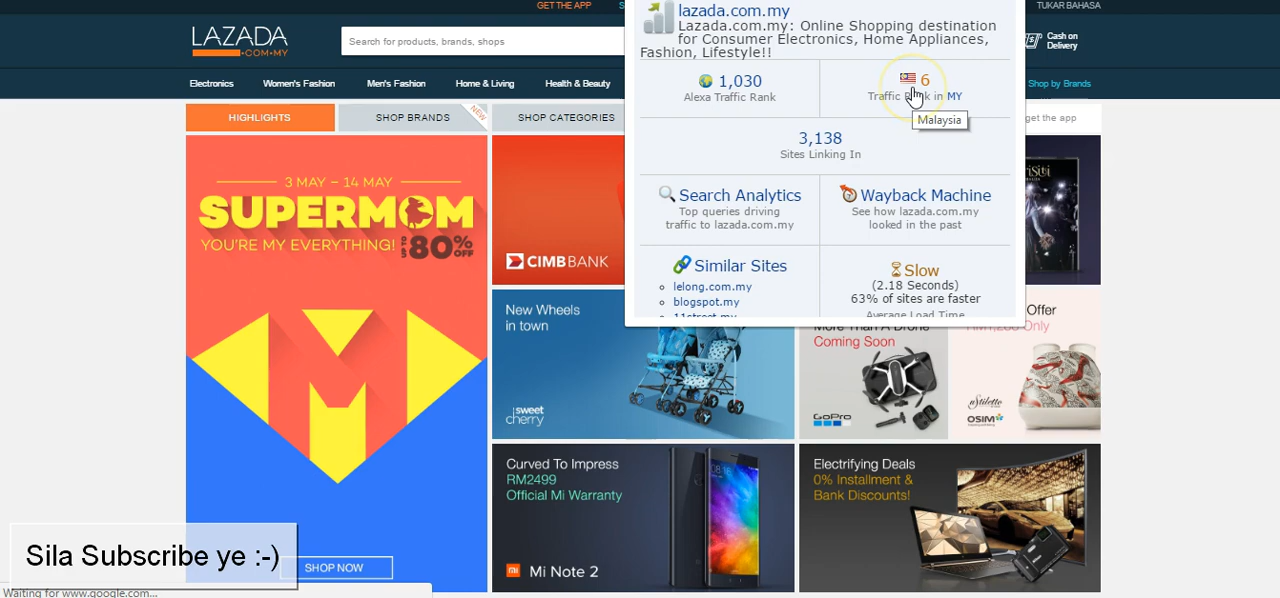 GET THE APP
TUKAR BAHASA
LAZADA
.COM.MY
Search for products, brands, shops
Cash on
Delivery
Electronics
Women's Fashion
Men's Fashion
Home & Living
Health & Beauty
Shop by Brands
lazada.com.my
Lazada.com.my: Online Shopping destination
for Consumer Electronics, Home Appliances,
Fashion, Lifestyle!!
1,030
Alexa Traffic Rank
6
Traffic Rank in MY
Malaysia
3,138
Sites Linking In
Search Analytics
Top queries driving
traffic to lazada.com.my
Wayback Machine
See how lazada.com.my
looked in the past
Similar Sites
lelong.com.my
blogspot.my
11street.my
Slow
(2.18 Seconds)
63% of sites are faster
Average Load Time
HIGHLIGHTS
SHOP BRANDS
NEW
SHOP CATEGORIES
get the app
3 MAY – 14 MAY
SUPERMOM
YOU'RE MY EVERYTHING!
UP TO 80% OFF
SHOP NOW
CIMB BANK
New Wheels
in town
sweet
cherry
More Than A Drone
Coming Soon
GoPro
Offer
Only
uStiletto
OSIM
Curved To Impress
RM2499
Official Mi Warranty
Mi Note 2
Electrifying Deals
0% Installment &
Bank Discounts!
Sila Subscribe ye :-)
Waiting for www.google.com...